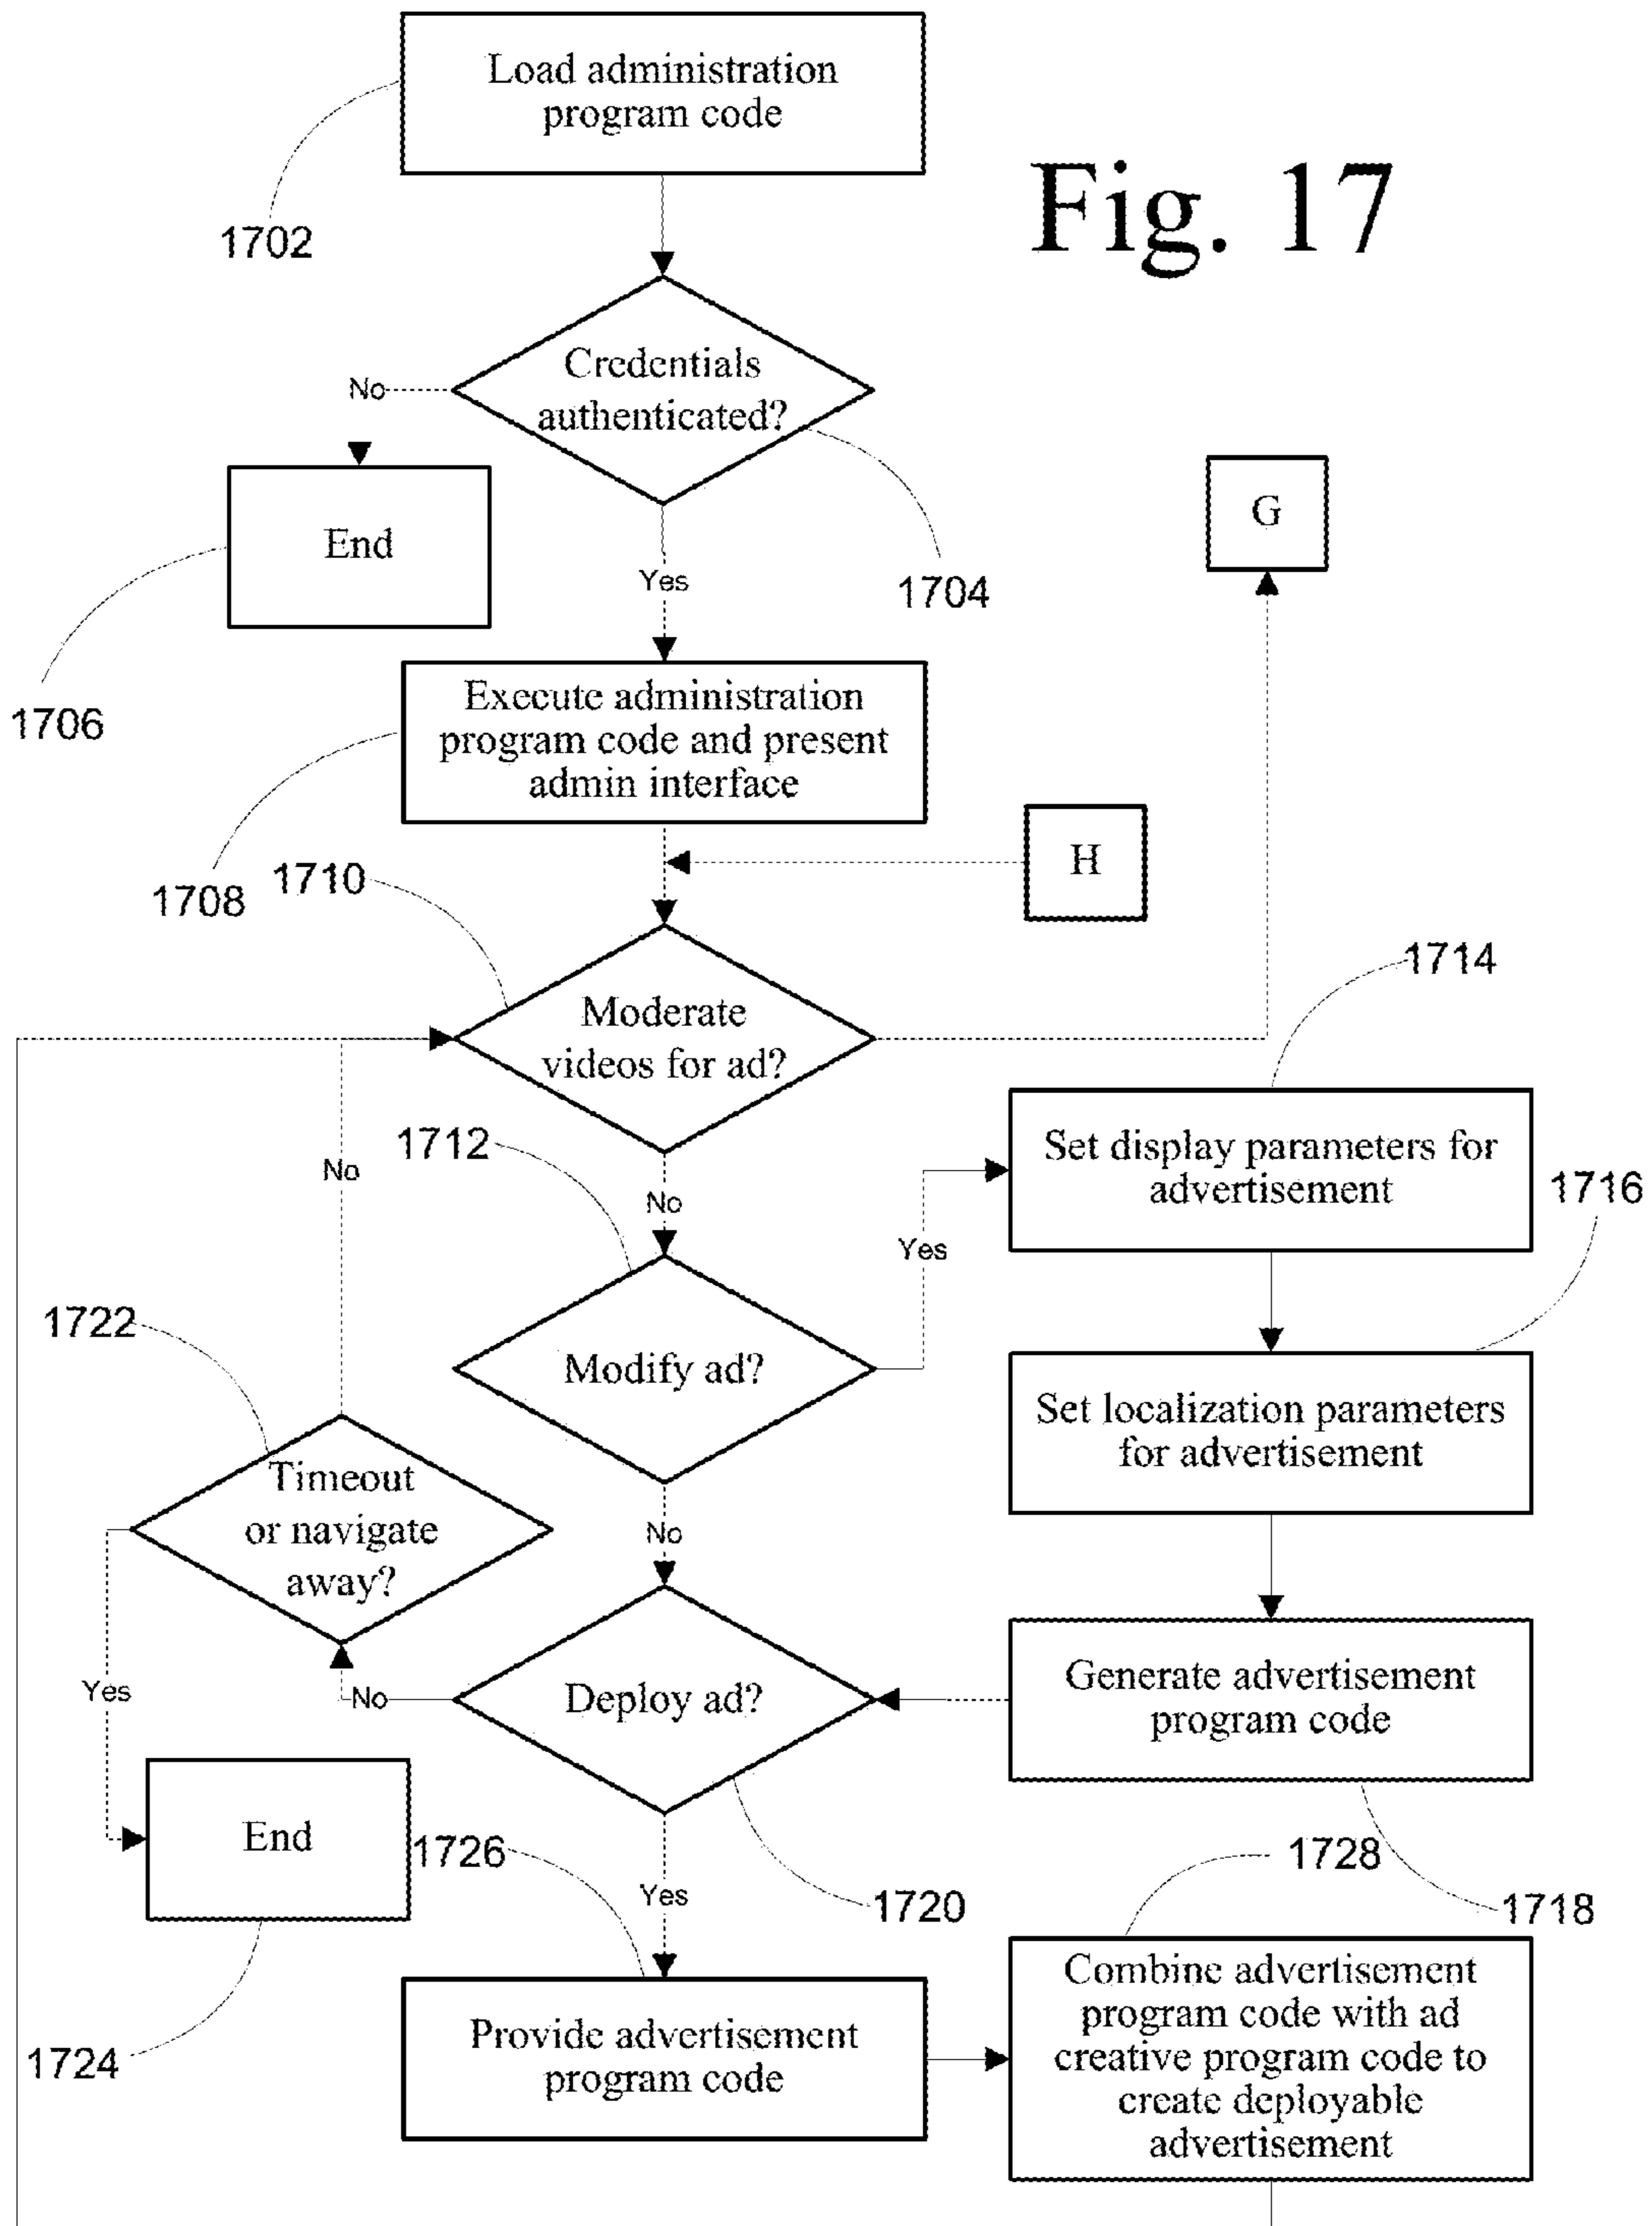 Load administration
program code
Fig. 17
1702
Credentials
authenticated?
No
End
Yes
1704
G
1706
Execute administration
program code and present
admin interface
1708
1710
H
1714
Moderate
videos for ad?
1712
No
No
Set display parameters for
advertisement
1716
Yes
1722
Modify ad?
Set localization parameters
for advertisement
Timeout
or navigate
away?
No
Yes
No
Deploy ad?
Generate advertisement
program code
End
1726
Yes
1720
1728
1718
1724
Provide advertisement
program code
Combine advertisement
program code with ad
creative program code to
create deployable
advertisement